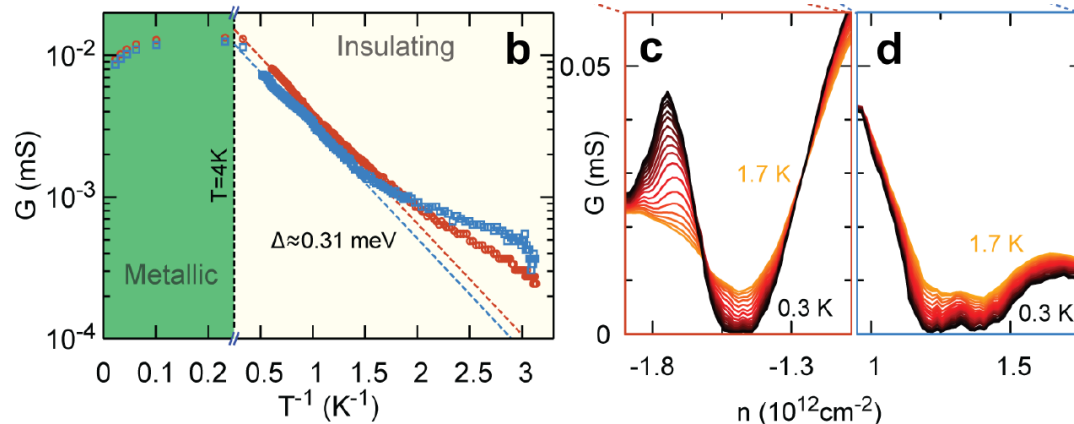 b
Insulating
Metallic
T=4K
Δ≈0.31 meV
G (mS)
10⁻²
10⁻³
10⁻⁴
0 0.1 0.2 0.5 1 1.5 2 2.5 3
T⁻¹ (K⁻¹)
c
G (mS)
0.05
0
1.7 K
0.3 K
-1.8 -1.3
d
1.7 K
0.3 K
1 1.5
n (10¹²cm⁻²)